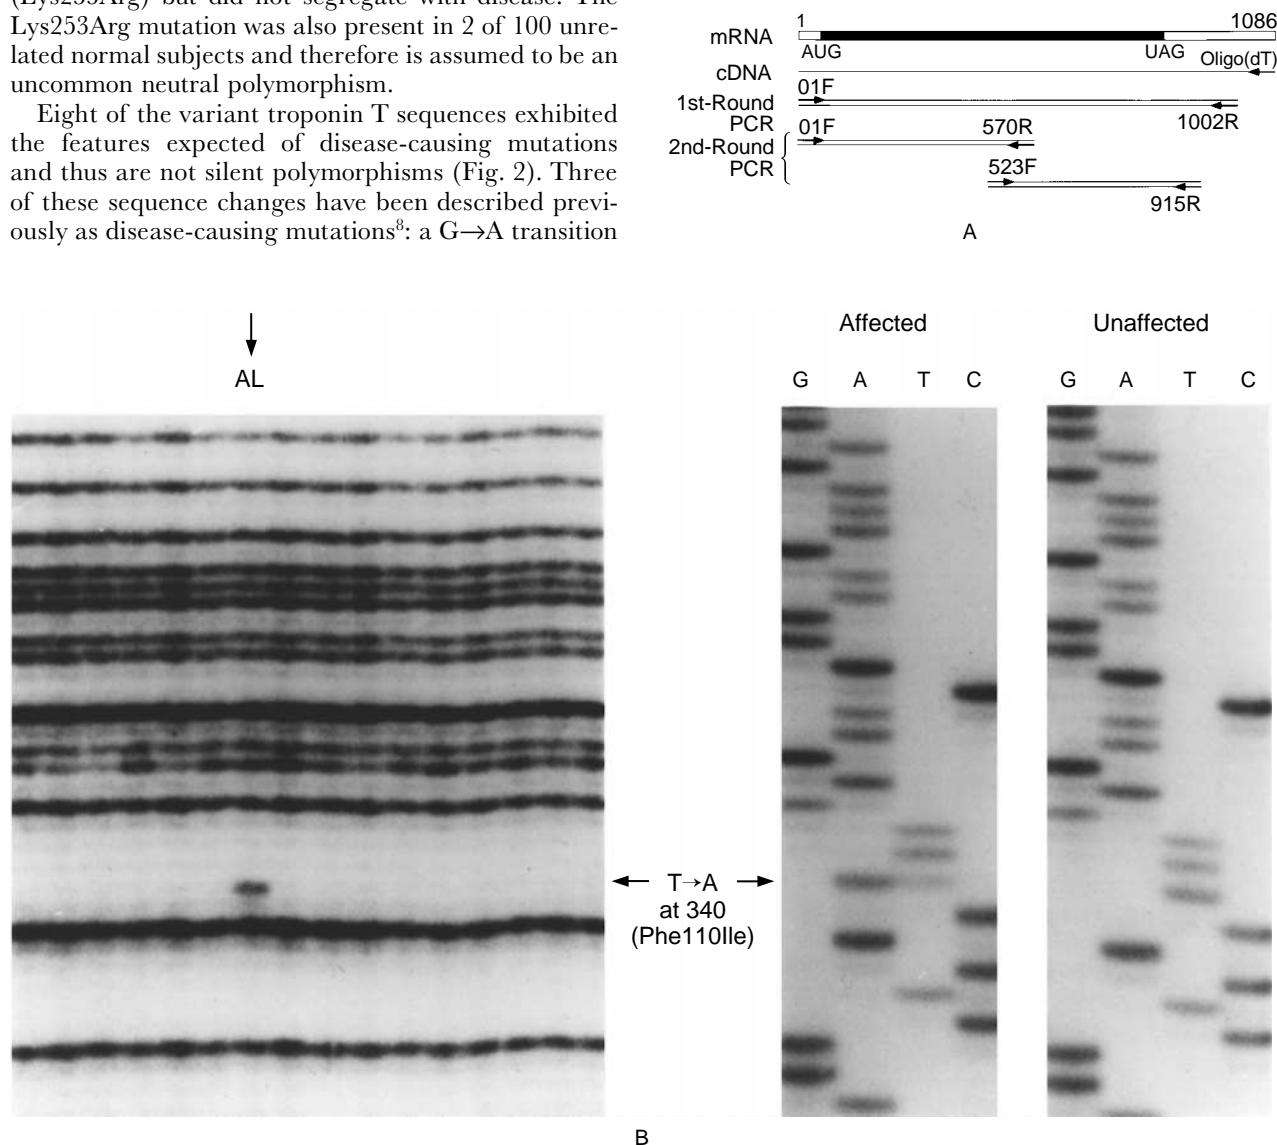 (Lys253Arg) but did not segregate with disease. The
Lys253Arg mutation was also present in 2 of 100 unre-
lated normal subjects and therefore is assumed to be an
uncommon neutral polymorphism.
Eight of the variant troponin T sequences exhibited
the features expected of disease-causing mutations
and thus are not silent polymorphisms (Fig. 2). Three
of these sequence changes have been described previ-
ously as disease-causing mutations8: a G→A transition
1 1086
mRNA
AUG UAG Oligo(dT)
cDNA
01F
1st-Round
PCR
1002R
01F 570R
2nd-Round
PCR
523F
915R
A
AL
Affected Unaffected
G A T C G A T C
T→A
at 340
(Phe110Ile)
B